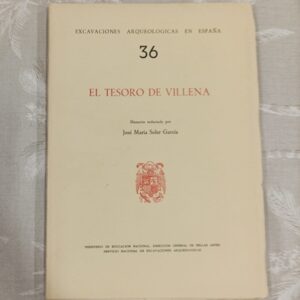 EXCAVACIONES ARQUEOLOGICAS EN ESPAÑA
36
EL TESORO DE VILLENA
Memoria redactada por
José María Soler García
MINISTERIO DE EDUCACION NACIONAL. DIRECCION GENERAL DE BELLAS ARTES
SERVICIO NACIONAL DE EXCAVACIONES ARQUEOLOGICAS